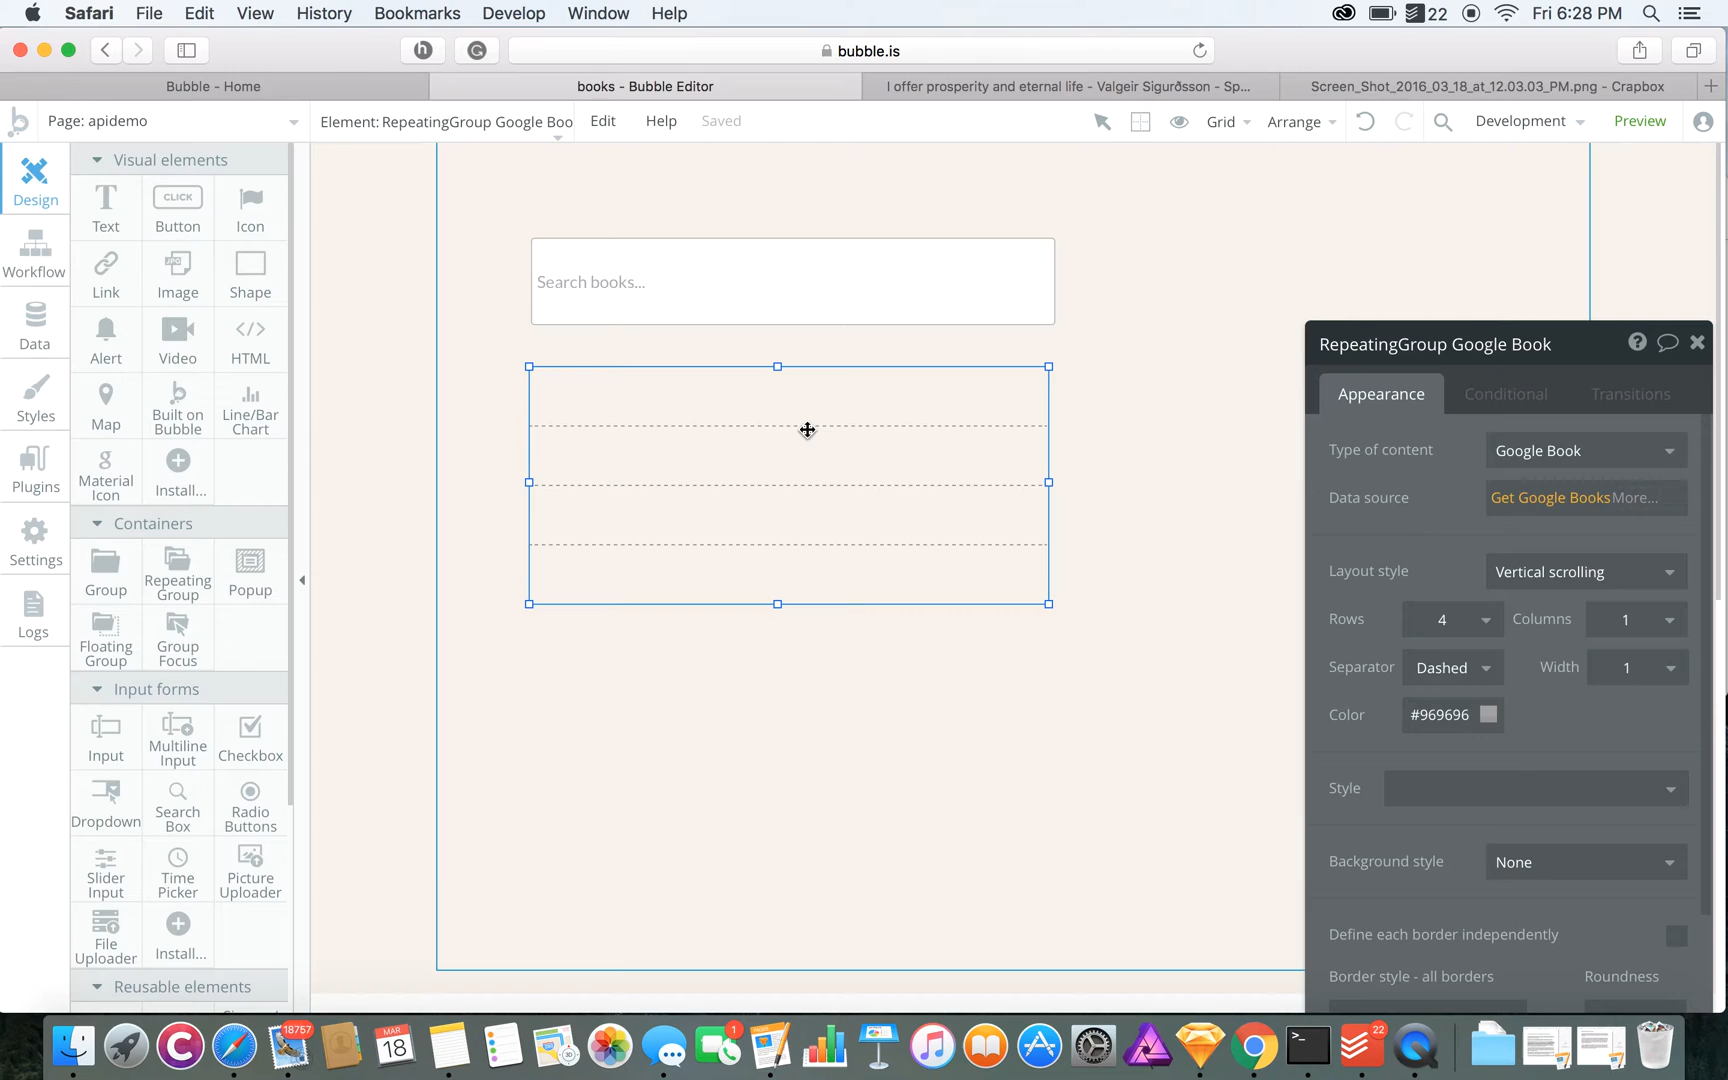 Safari File Edit View History Bookmarks Develop Window Help
22 Fri 6:28 PM
bubble.is
Bubble - Home
books - Bubble Editor
I offer prosperity and eternal life - Valgeir Sigurðsson - Sp...
Screen_Shot_2016_03_18_at_12.03.03_PM.png - Crapbox
Page: apidemo
Element: RepeatingGroup Google Boo
Edit
Help
Saved
Grid
Arrange
Development
Preview
Design
Workflow
Data
Styles
Plugins
Settings
Logs
Visual elements
Text
CLICK
Button
Icon
Link
JPG
Image
Shape
Alert
Video
</>
HTML
Map
Built on
Bubble
Line/Bar
Chart
Material
Icon
Install...
Containers
Group
Repeating
Group
Popup
Floating
Group
Group
Focus
Input forms
Input
Multiline
Input
Checkbox
Dropdown
Search
Box
Radio
Buttons
Slider
Input
Time
Picker
Picture
Uploader
File
Uploader
Install...
Reusable elements
Search books...
RepeatingGroup Google Book
Appearance
Conditional
Transitions
Type of content
Google Book
Data source
Get Google BooksMore...
Layout style
Vertical scrolling
Rows
4
Columns
1
Separator
Dashed
Width
1
Color
#969696
Style
Background style
None
Define each border independently
Border style - all borders
Roundness
18757
MAR
18
1
22